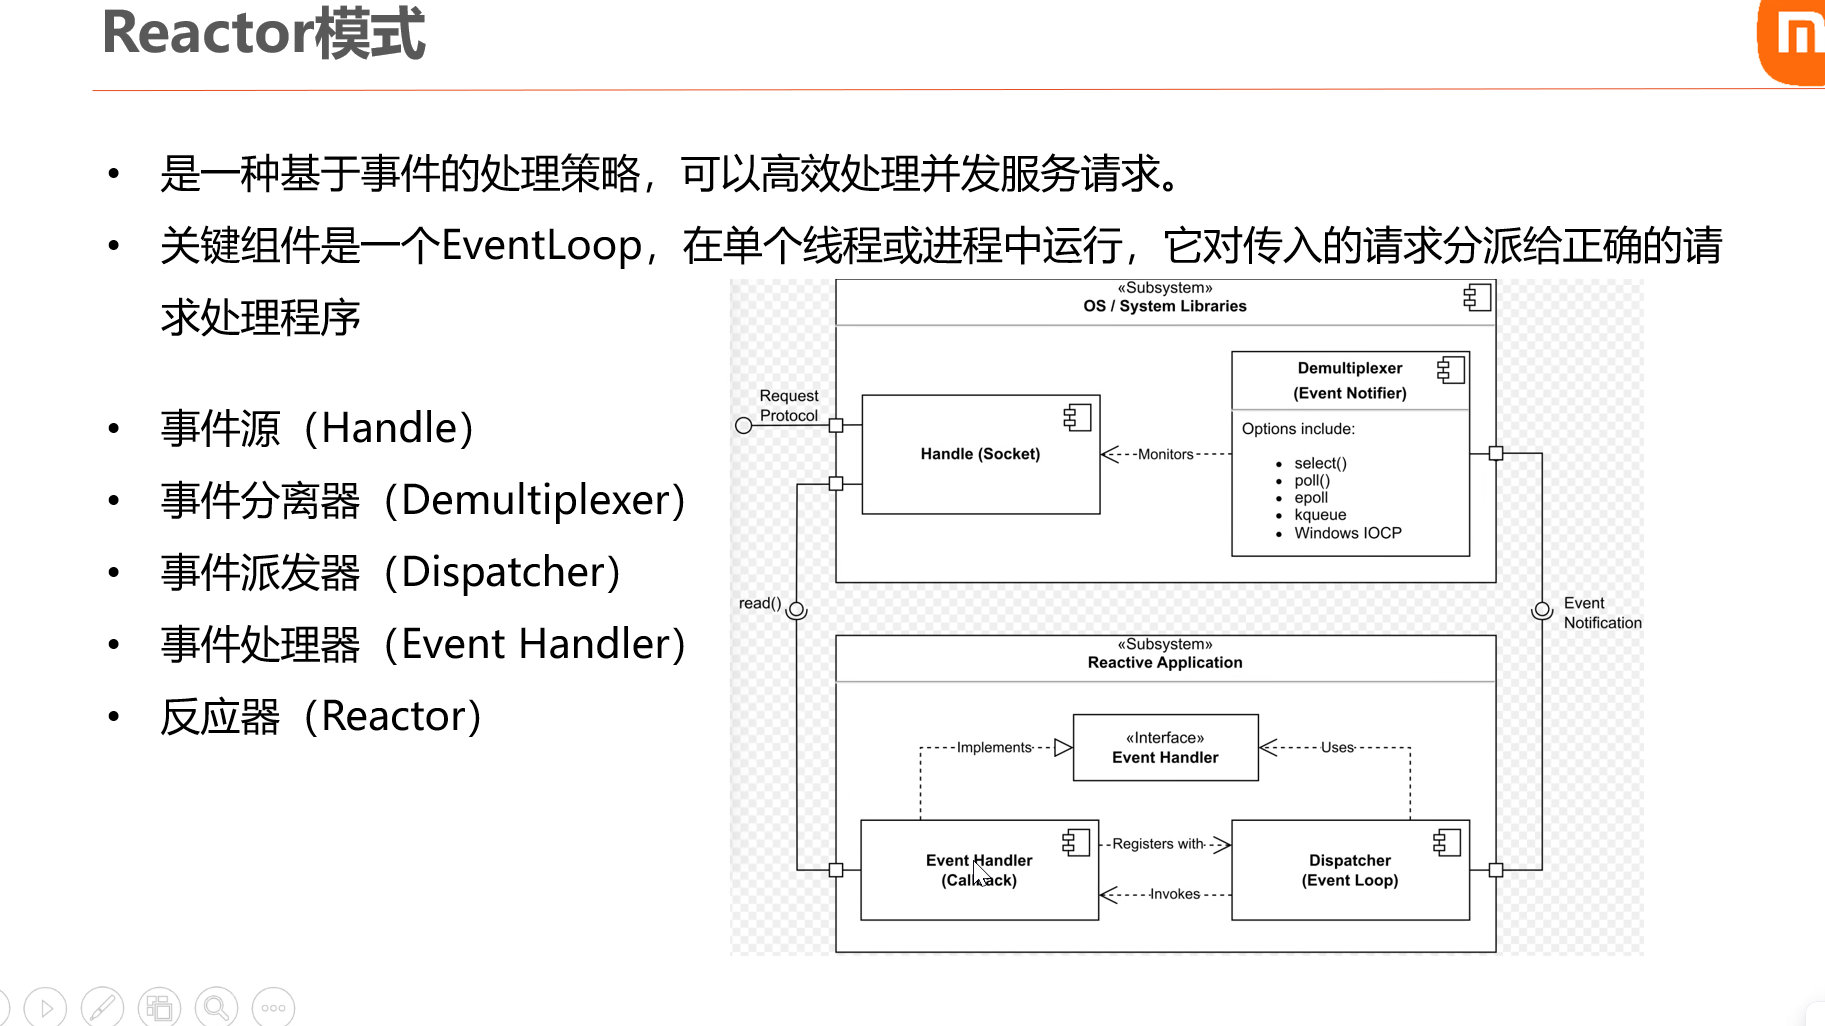 Reactor模式
是一种基于事件的处理策略，可以高效处理并发服务请求。
关键组件是一个EventLoop，在单个线程或进程中运行，它对传入的请求分派给正确的请
求处理程序
事件源（Handle）
事件分离器（Demultiplexer）
事件派发器（Dispatcher）
事件处理器（Event Handler）
反应器（Reactor）
«Subsystem»
OS / System Libraries
Request
Protocol
Handle (Socket)
Monitors
Demultiplexer
(Event Notifier)
Options include:
select()
poll()
epoll
kqueue
Windows IOCP
read()
Event
Notification
«Subsystem»
Reactive Application
Implements
«Interface»
Event Handler
Uses
Event Handler
(Callback)
Registers with
Invokes
Dispatcher
(Event Loop)